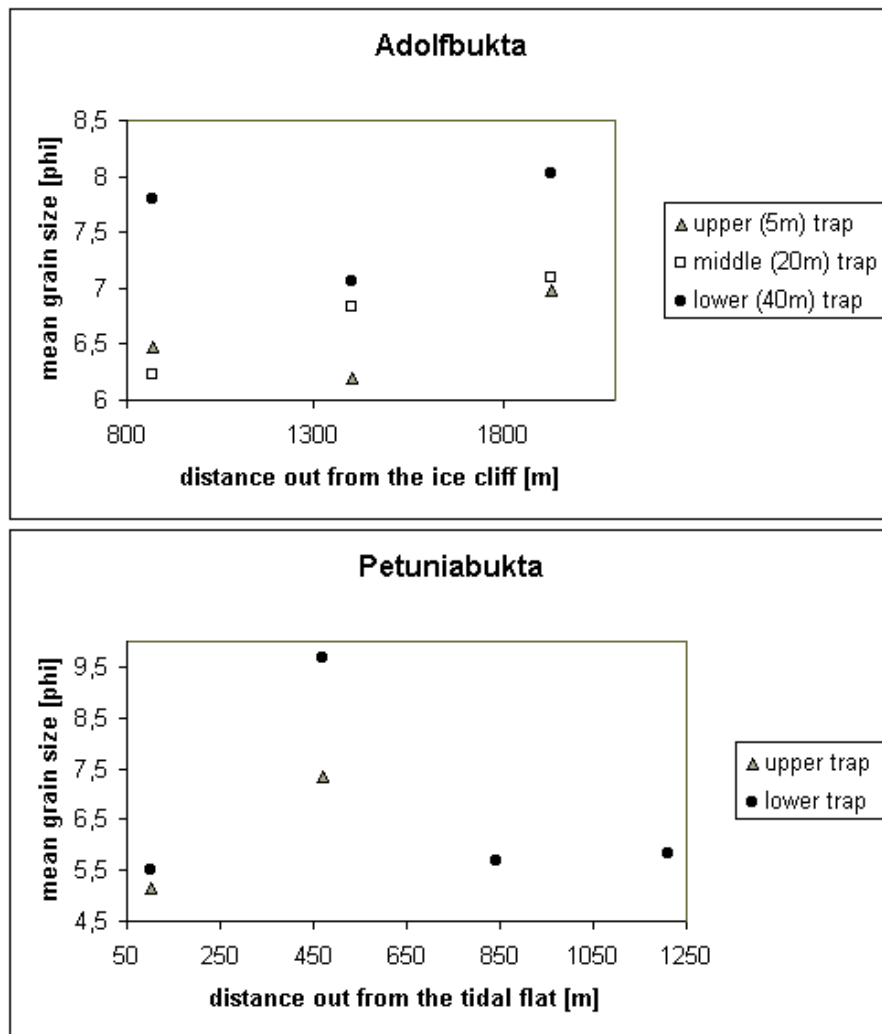 Adolfbukta
8,5
8
7,5
7
6,5
6
mean grain size [phi]
800
1300
1800
distance out from the ice cliff [m]
upper (5m) trap
middle (20m) trap
lower (40m) trap
Petuniabukta
9,5
8,5
7,5
6,5
5,5
4,5
mean grain size [phi]
50
250
450
650
850
1050
1250
distance out from the tidal flat [m]
upper trap
lower trap